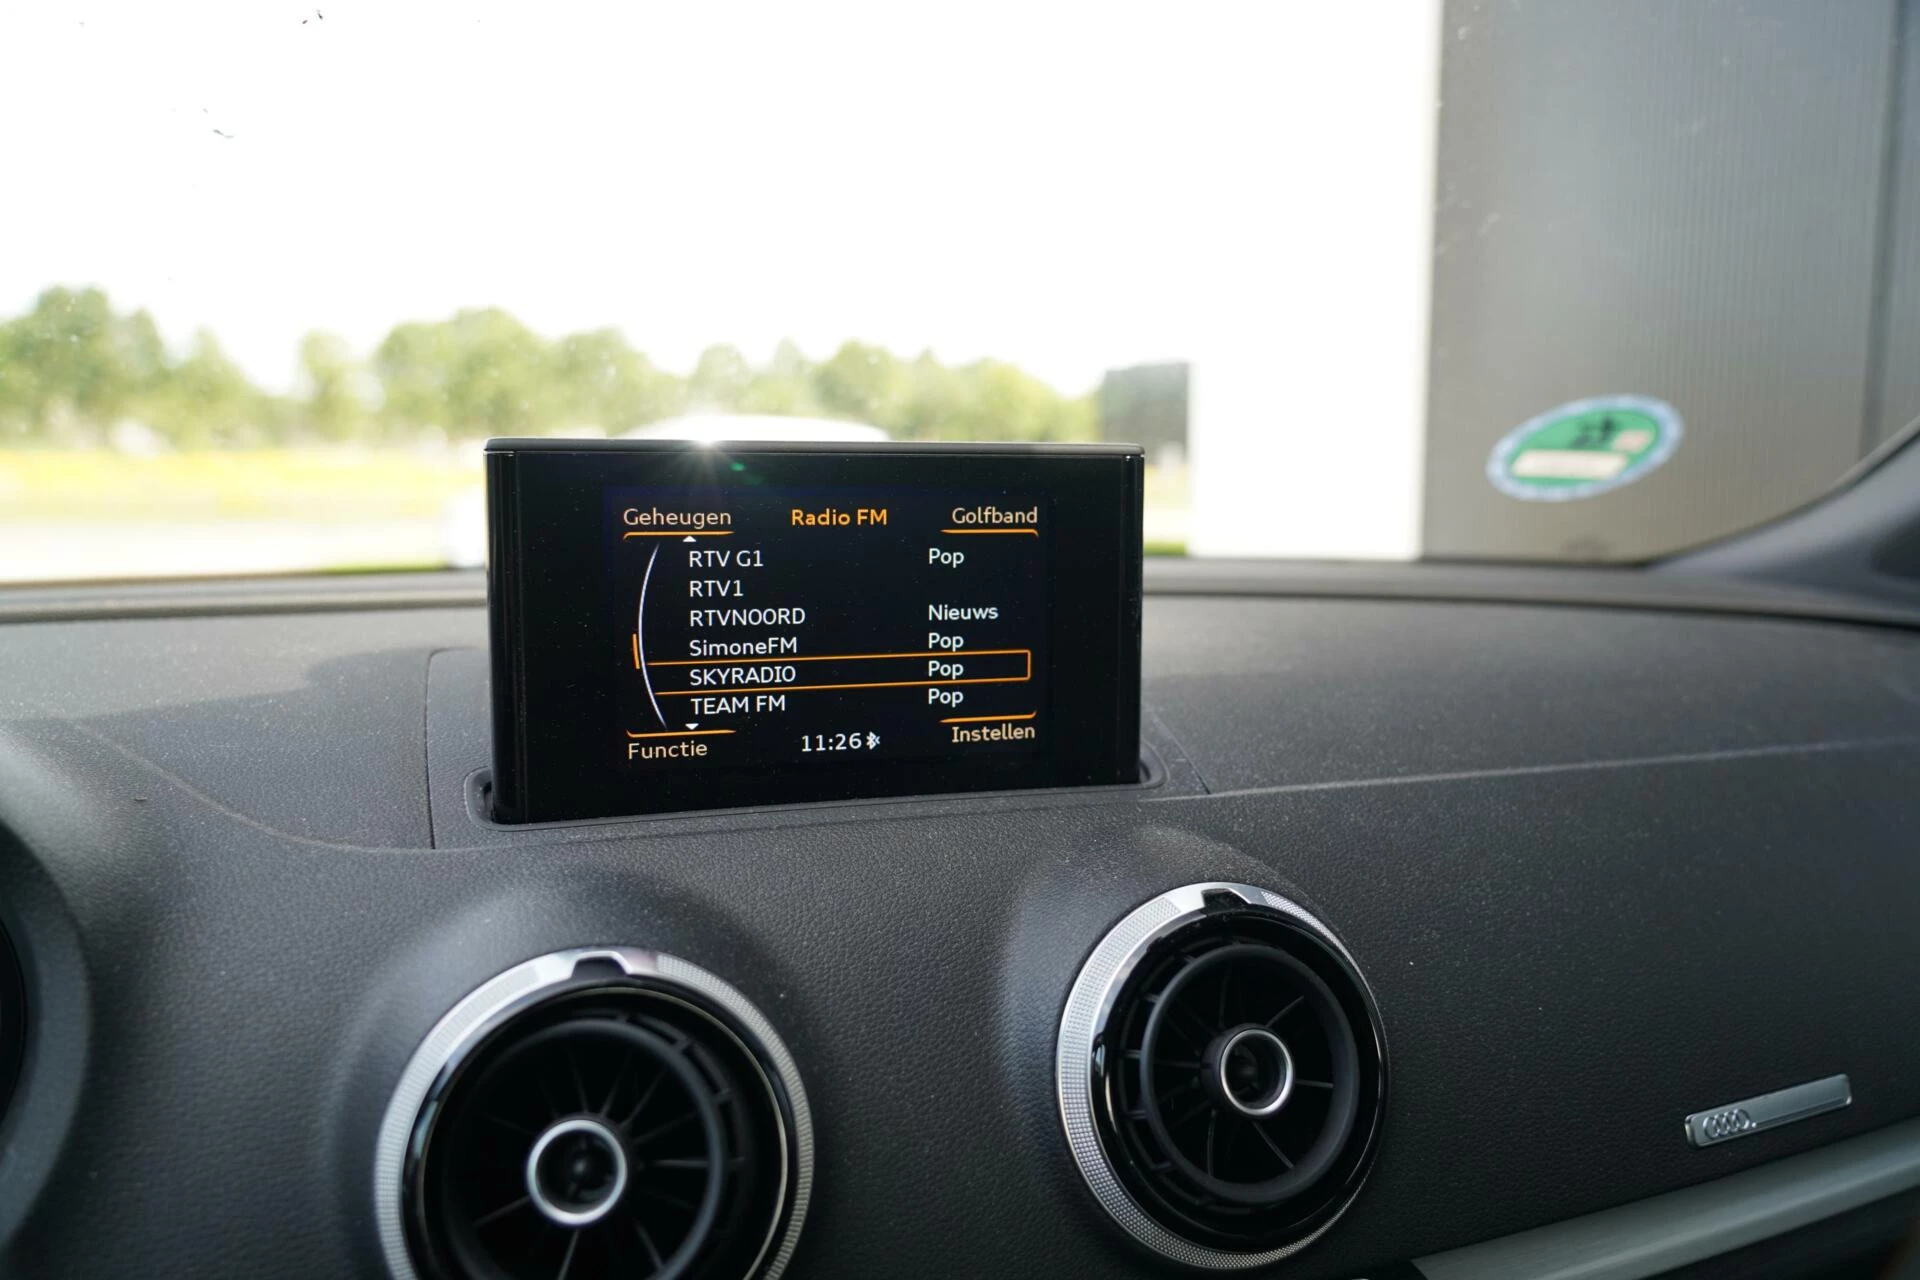 Geheugen Radio FM Golfband
RTV G1 Pop
RTV1
RTVNOORD Nieuws
SimoneFM Pop
SKYRADIO Pop
TEAM FM Pop
Functie 11:26 Instellen